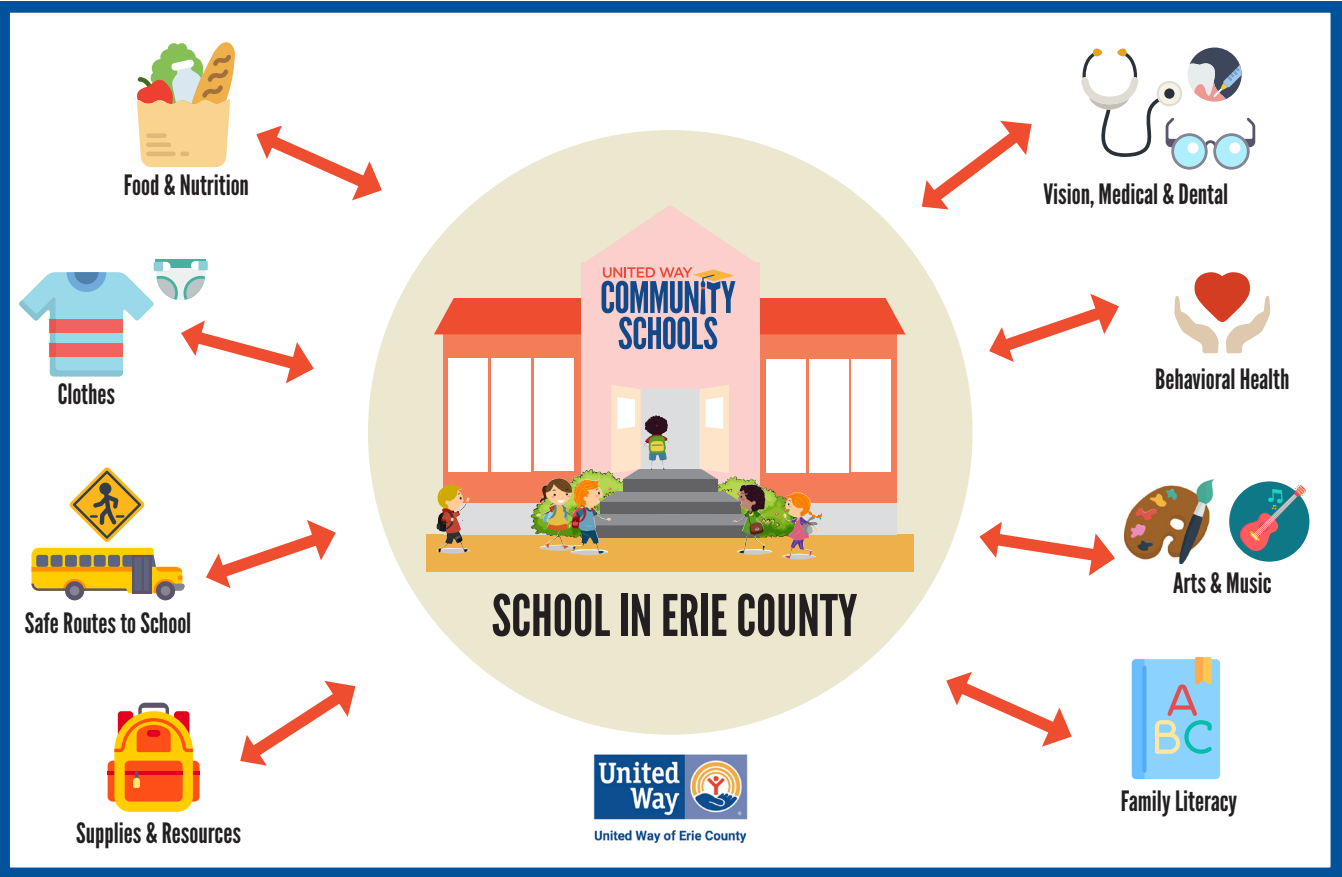 Food & Nutrition
Vision, Medical & Dental
UNITED WAY
COMMUNITY
SCHOOLS
Clothes
Behavioral Health
Safe Routes to School
SCHOOL IN ERIE COUNTY
Arts & Music
Supplies & Resources
A
BC
Family Literacy
United
Way
United Way of Erie County